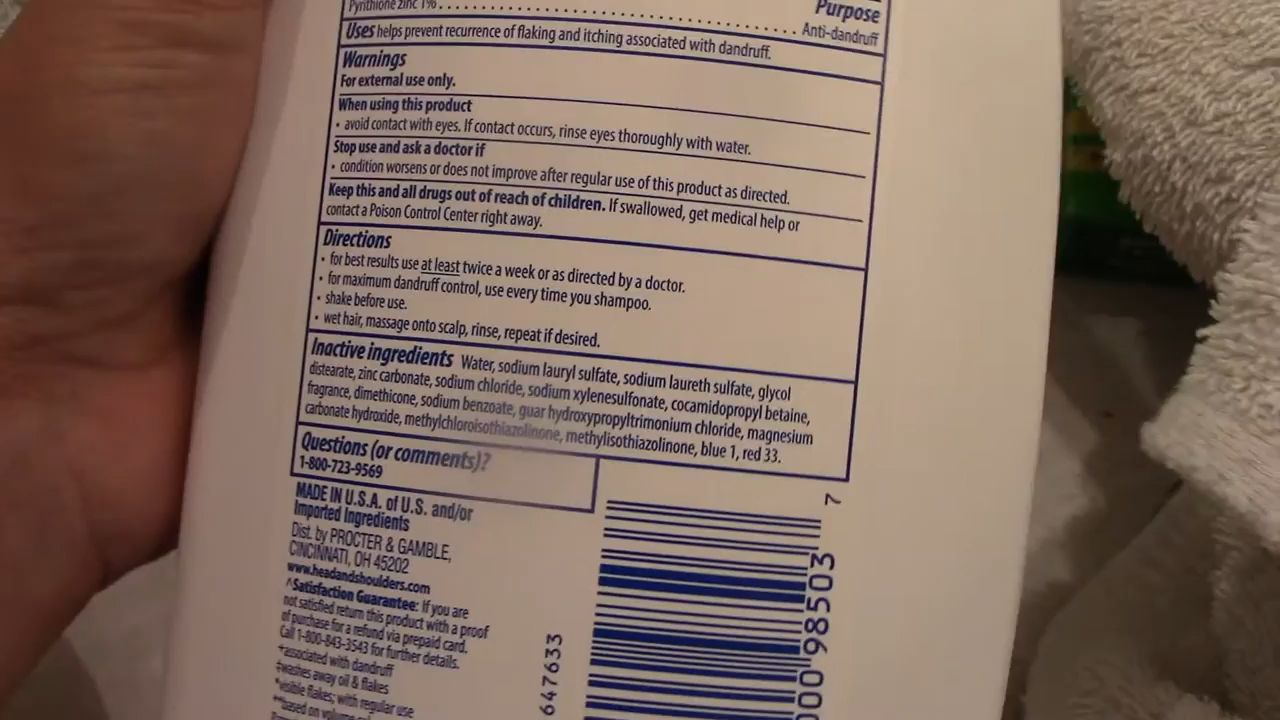 Purpose
Pyrithione zinc 1% ........................................ Anti-dandruff
Uses helps prevent recurrence of flaking and itching associated with dandruff.
Warnings
For external use only.
When using this product
• avoid contact with eyes. If contact occurs, rinse eyes thoroughly with water.
Stop use and ask a doctor if
• condition worsens or does not improve after regular use of this product as directed.
Keep this and all drugs out of reach of children. If swallowed, get medical help or
contact a Poison Control Center right away.
Directions
• for best results use at least twice a week or as directed by a doctor.
• for maximum dandruff control, use every time you shampoo.
• shake before use.
• wet hair, massage onto scalp, rinse, repeat if desired.
Inactive ingredients Water, sodium lauryl sulfate, sodium laureth sulfate, glycol
distearate, zinc carbonate, sodium chloride, sodium xylenesulfonate, cocamidopropyl betaine,
fragrance, dimethicone, sodium benzoate, guar hydroxypropyltrimonium chloride, magnesium
carbonate hydroxide, methylchloroisothiazolinone, methylisothiazolinone, blue 1, red 33.
Questions (or comments)?
1-800-723-9569
MADE IN U.S.A. of U.S. and/or
Imported Ingredients
Dist. by PROCTER & GAMBLE,
CINCINNATI, OH 45202
www.headandshoulders.com
^Satisfaction Guarantee: If you are
not satisfied return this product with a proof
of purchase for a refund via prepaid card.
Call 1-800-843-3543 for further details.
†associated with dandruff
‡washes away oil & flakes
*visible flakes; with regular use
**based on volume
647633
000 98503 7